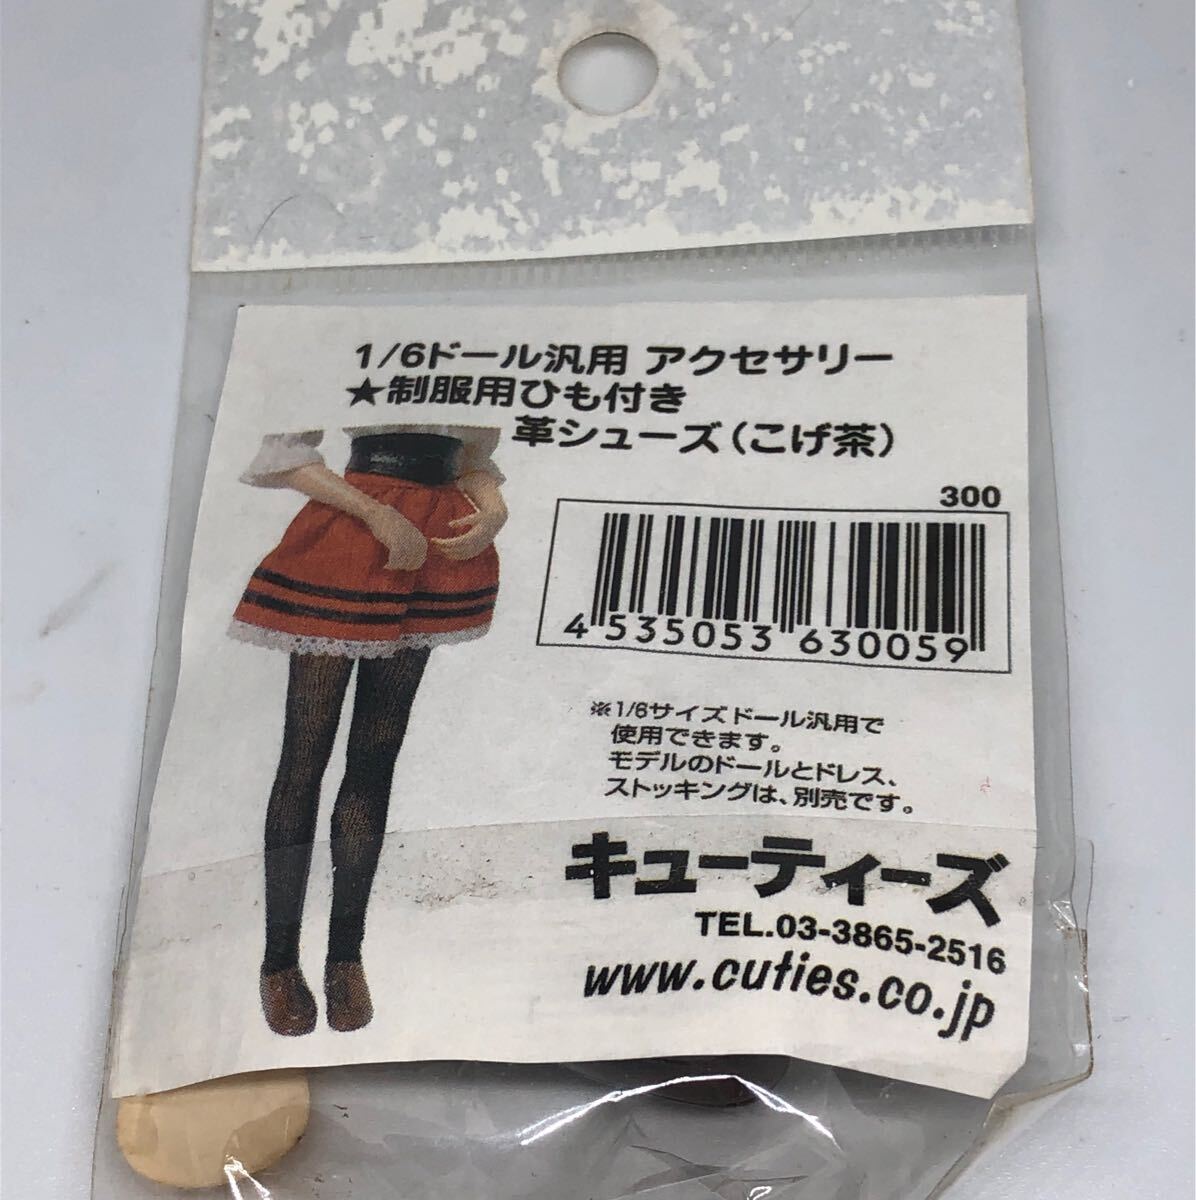 1/6ドール汎用 アクセサリー
★制服用ひも付き
革シューズ（こげ茶）
300
4 535053 630059
※1/6サイズドール汎用で
使用できます。
モデルのドールとドレス、
ストッキングは、別売です。
キューティーズ
TEL.03-3865-2516
www.cuties.co.jp